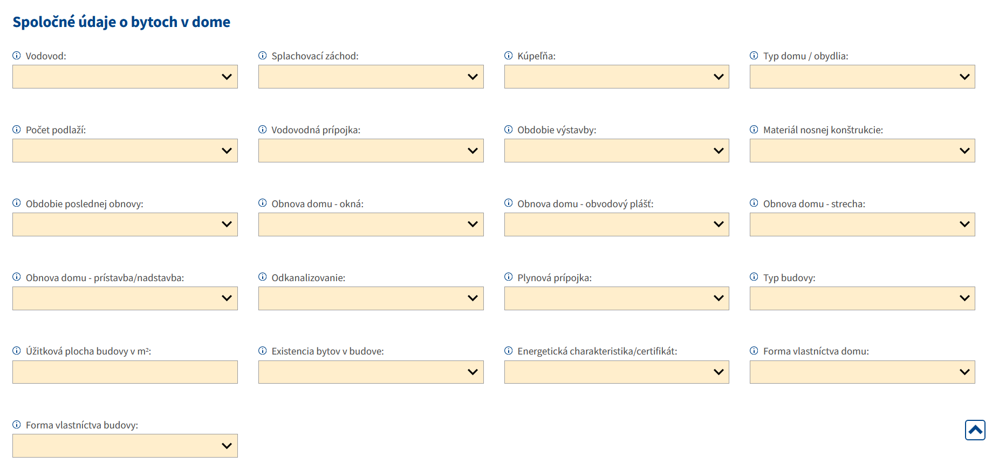 Spoločné údaje o bytoch v dome
Vodovod:
Splachovací záchod:
Kúpeľňa:
Typ domu / obydlia:
Počet podlaží:
Vodovodná prípojka:
Obdobie výstavby:
Materiál nosnej konštrukcie:
Obdobie poslednej obnovy:
Obnova domu - okná:
Obnova domu - obvodový plášť:
Obnova domu - strecha:
Obnova domu - prístavba/nadstavba:
Odkanalizovanie:
Plynová prípojka:
Typ budovy:
Úžitková plocha budovy v m²:
Existencia bytov v budove:
Energetická charakteristika/certifikát:
Forma vlastníctva domu:
Forma vlastníctva budovy: